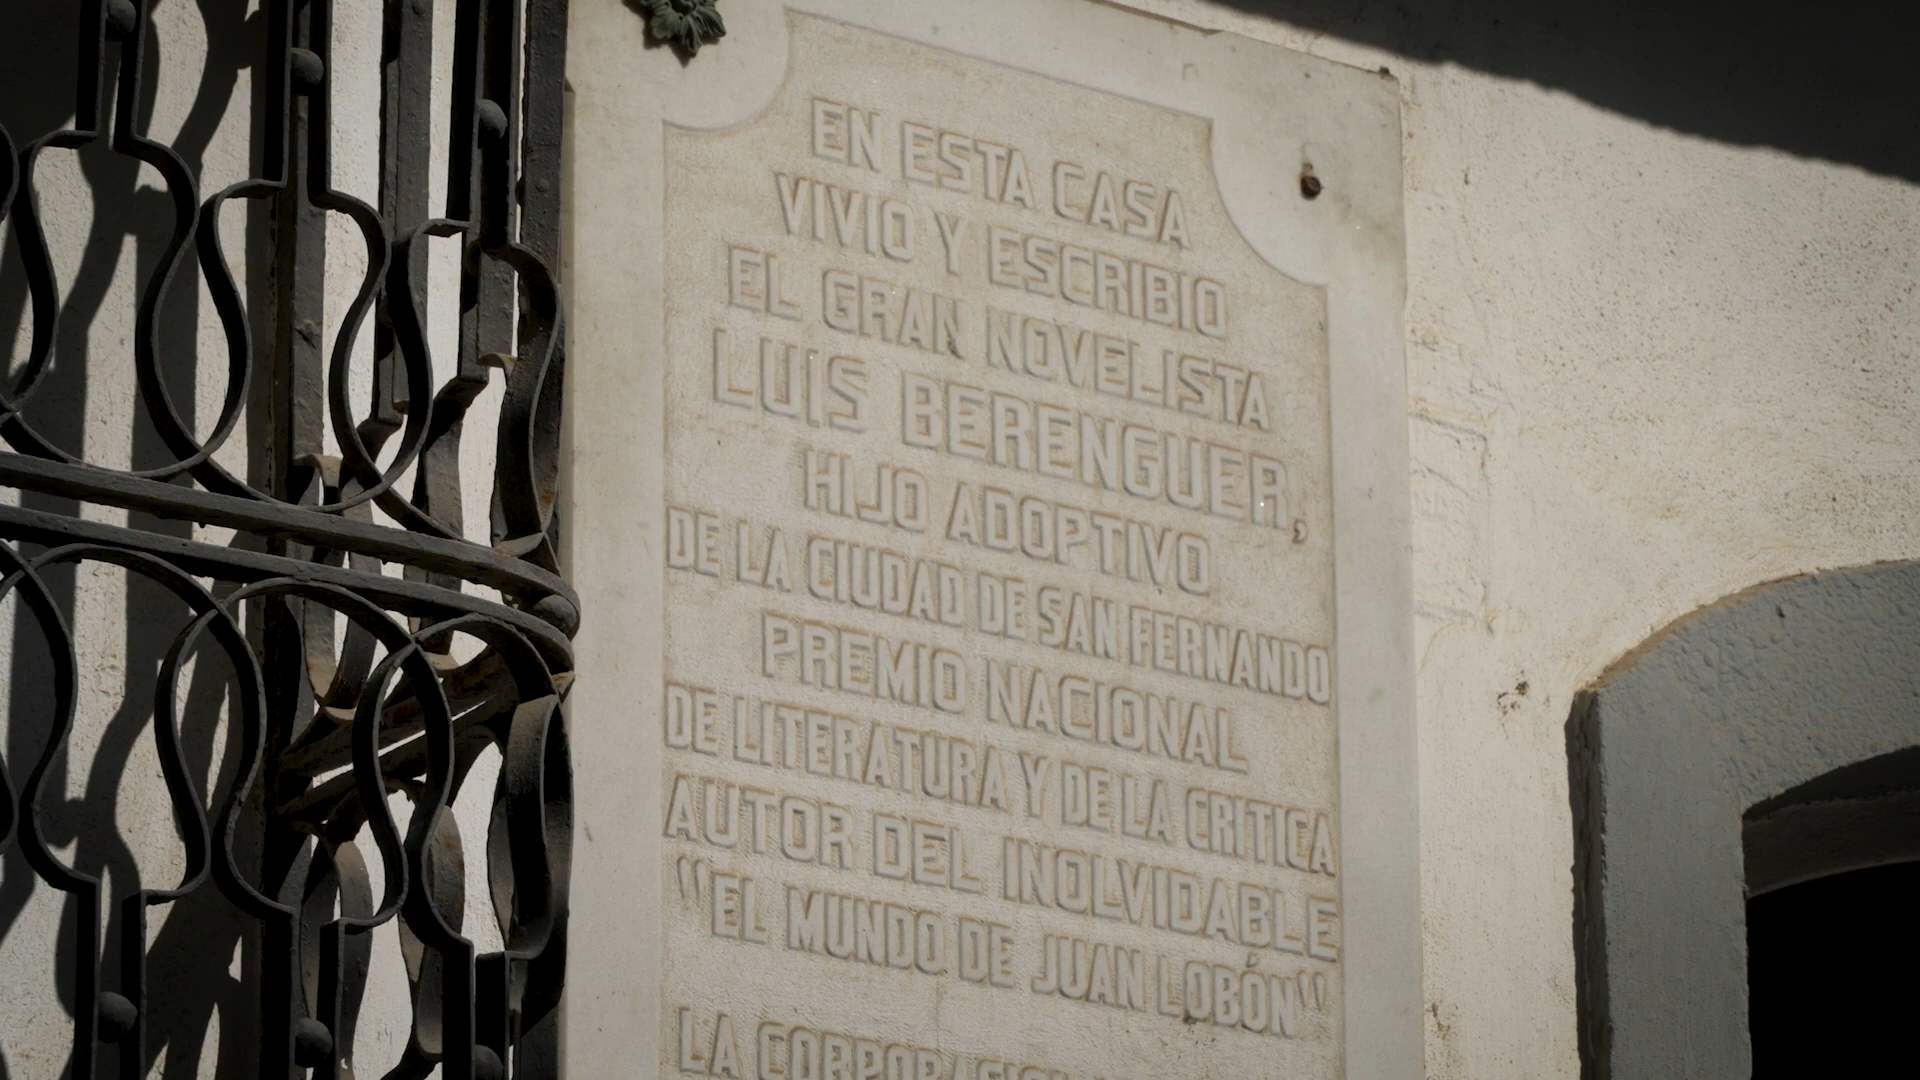 EN ESTA CASA
VIVIO Y ESCRIBIO
EL GRAN NOVELISTA
LUIS BERENGUER,
HIJO ADOPTIVO
DE LA CIUDAD DE SAN FERNANDO
PREMIO NACIONAL
DE LITERATURA Y DE LA CRITICA
AUTOR DEL INOLVIDABLE
"EL MUNDO DE JUAN LOBÓN"
LA